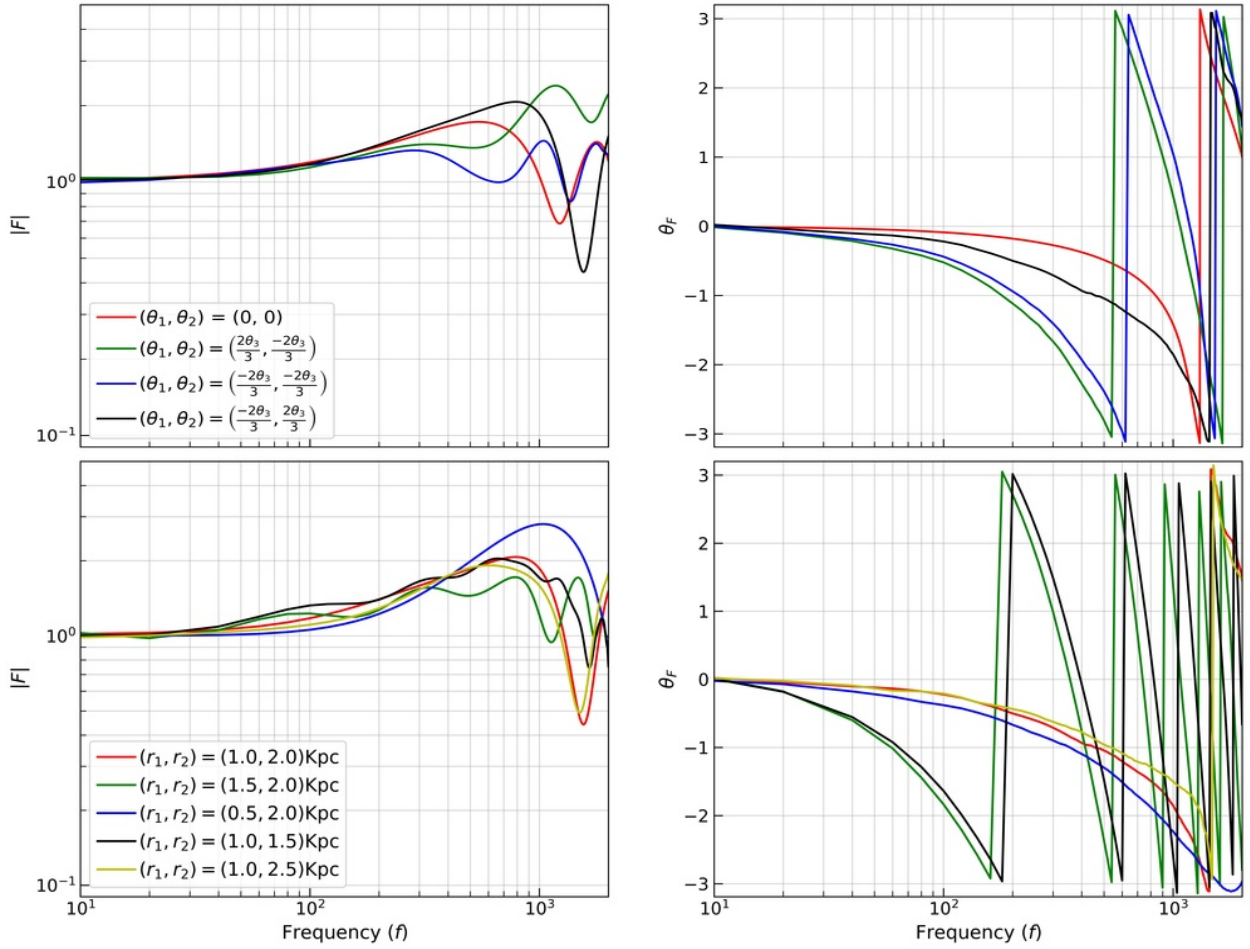 |F|
10⁰
10⁻¹
(θ₁, θ₂) = (0, 0)
(θ₁, θ₂) = (2θ₃/3, −2θ₃/3)
(θ₁, θ₂) = (−2θ₃/3, −2θ₃/3)
(θ₁, θ₂) = (−2θ₃/3, 2θ₃/3)
θ_F
3
2
1
0
−1
−2
−3
|F|
10⁰
10⁻¹
(r₁, r₂) = (1.0, 2.0)Kpc
(r₁, r₂) = (1.5, 2.0)Kpc
(r₁, r₂) = (0.5, 2.0)Kpc
(r₁, r₂) = (1.0, 1.5)Kpc
(r₁, r₂) = (1.0, 2.5)Kpc
10¹ 10² 10³
Frequency (f)
θ_F
3
2
1
0
−1
−2
−3
10¹ 10² 10³
Frequency (f)